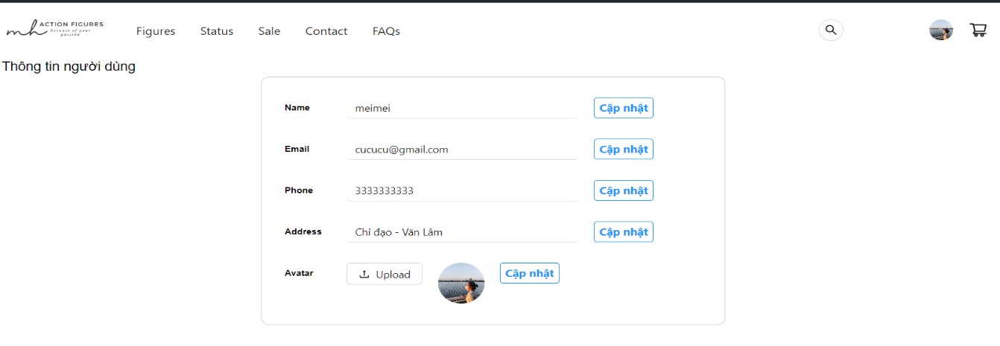 mh ACTION FIGURES
Because of your
passion
Figures Status Sale Contact FAQs
Thông tin người dùng
Name meimei Cập nhật
Email cucucu@gmail.com Cập nhật
Phone 3333333333 Cập nhật
Address Chỉ đạo - Văn Lâm Cập nhật
Avatar Upload Cập nhật